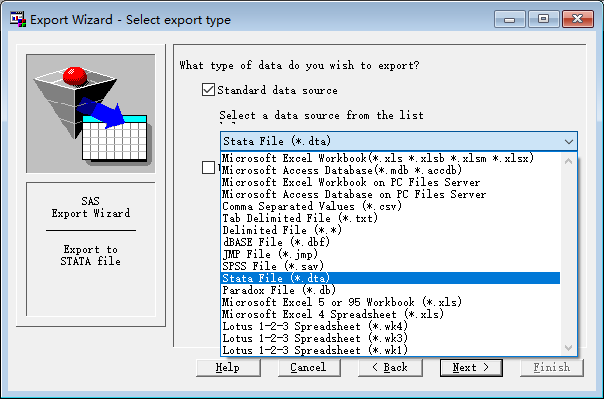 Export Wizard - Select export type
What type of data do you wish to export?
Standard data source
Select a data source from the list
Stata File (*.dta)
Microsoft Excel Workbook(*.xls *.xlsb *.xlsm *.xlsx)
Microsoft Access Database(*.mdb *.accdb)
Microsoft Excel Workbook on PC Files Server
Microsoft Access Database on PC Files Server
Comma Separated Values (*.csv)
Tab Delimited File (*.txt)
Delimited File (*.*)
dBASE File (*.dbf)
JMP File (*.jmp)
SPSS File (*.sav)
Stata File (*.dta)
Paradox File (*.db)
Microsoft Excel 5 or 95 Workbook (*.xls)
Microsoft Excel 4 Spreadsheet (*.xls)
Lotus 1-2-3 Spreadsheet (*.wk4)
Lotus 1-2-3 Spreadsheet (*.wk3)
Lotus 1-2-3 Spreadsheet (*.wk1)
SAS
Export Wizard
Export to
STATA file
Help
Cancel
< Back
Next >
Finish